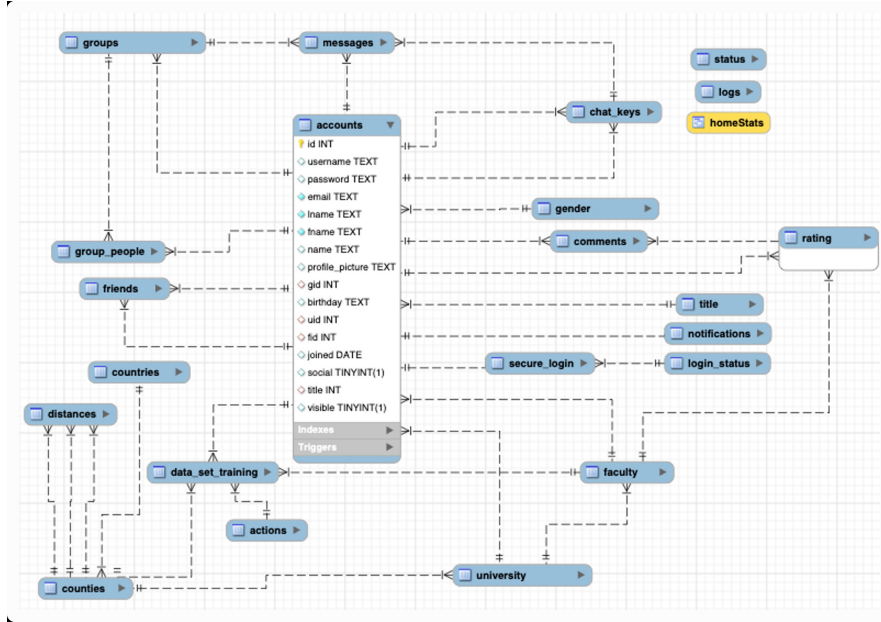 groups
messages
status
logs
homeStats
chat_keys
accounts
id INT
username TEXT
password TEXT
email TEXT
lname TEXT
fname TEXT
name TEXT
profile_picture TEXT
gid INT
birthday TEXT
uid INT
fid INT
joined DATE
social TINYINT(1)
title INT
visible TINYINT(1)
Indexes
Triggers
gender
comments
rating
group_people
friends
title
notifications
secure_login
login_status
countries
distances
data_set_training
faculty
actions
counties
university